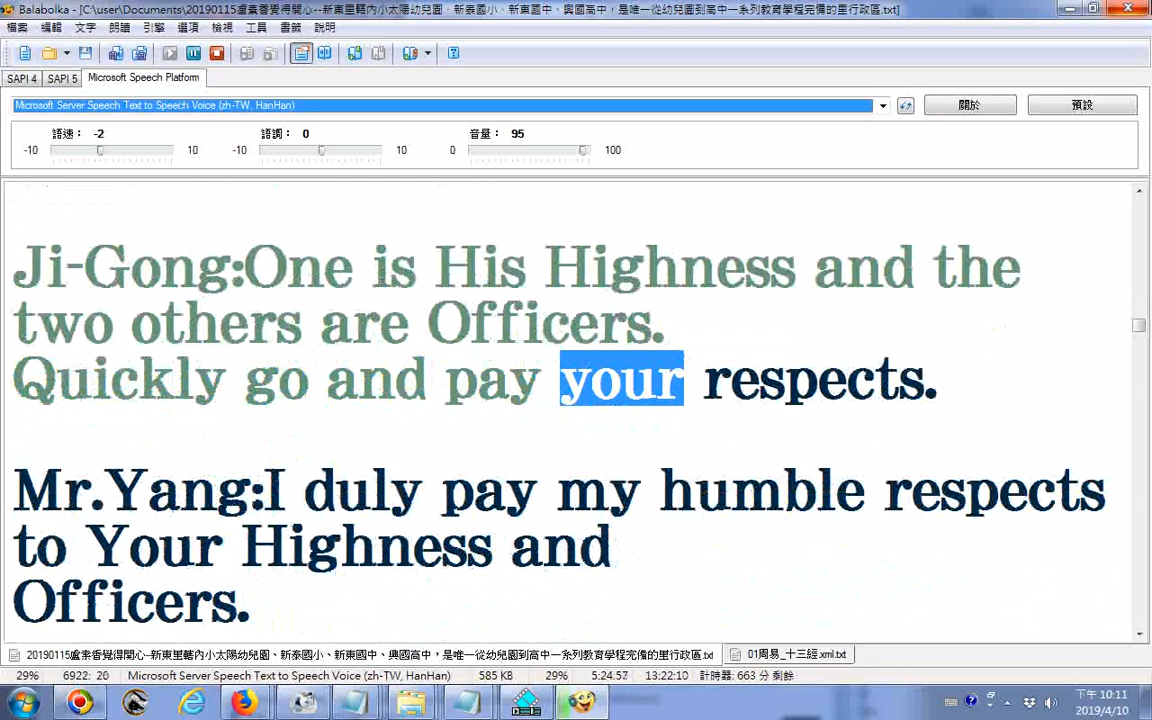 Balabolka - [C:\user\Documents\20190115盧素香覺得開心--新東里轄內小太陽幼兒園、新泰國小、新東國中、興國高中，是唯一從幼兒園到高中一系列教育學程完備的里行政區.txt]
檔案 編輯 文字 朗讀 引擎 選項 檢視 工具 書籤 說明
SAPI 4 SAPI 5 Microsoft Speech Platform
Microsoft Server Speech Text to Speech Voice (zh-TW, HanHan) 關於 預設
語速： -2 語調： 0 音量： 95
-10 10 -10 10 0 100
Ji-Gong:One is His Highness and the
two others are Officers.
Quickly go and pay your respects.
Mr.Yang:I duly pay my humble respects
to Your Highness and
Officers.
20190115盧素香覺得開心--新東里轄內小太陽幼兒園、新泰國小、新東國中、興國高中，是唯一從幼兒園到高中一系列教育學程完備的里行政區.txt 01周易_十三經.xml.txt
29% 6922: 20 Microsoft Server Speech Text to Speech Voice (zh-TW, HanHan) 585 KB 29% 5:24:57 13:22:10 計時器: 663 分 剩餘
下午 10:11
2019/4/10